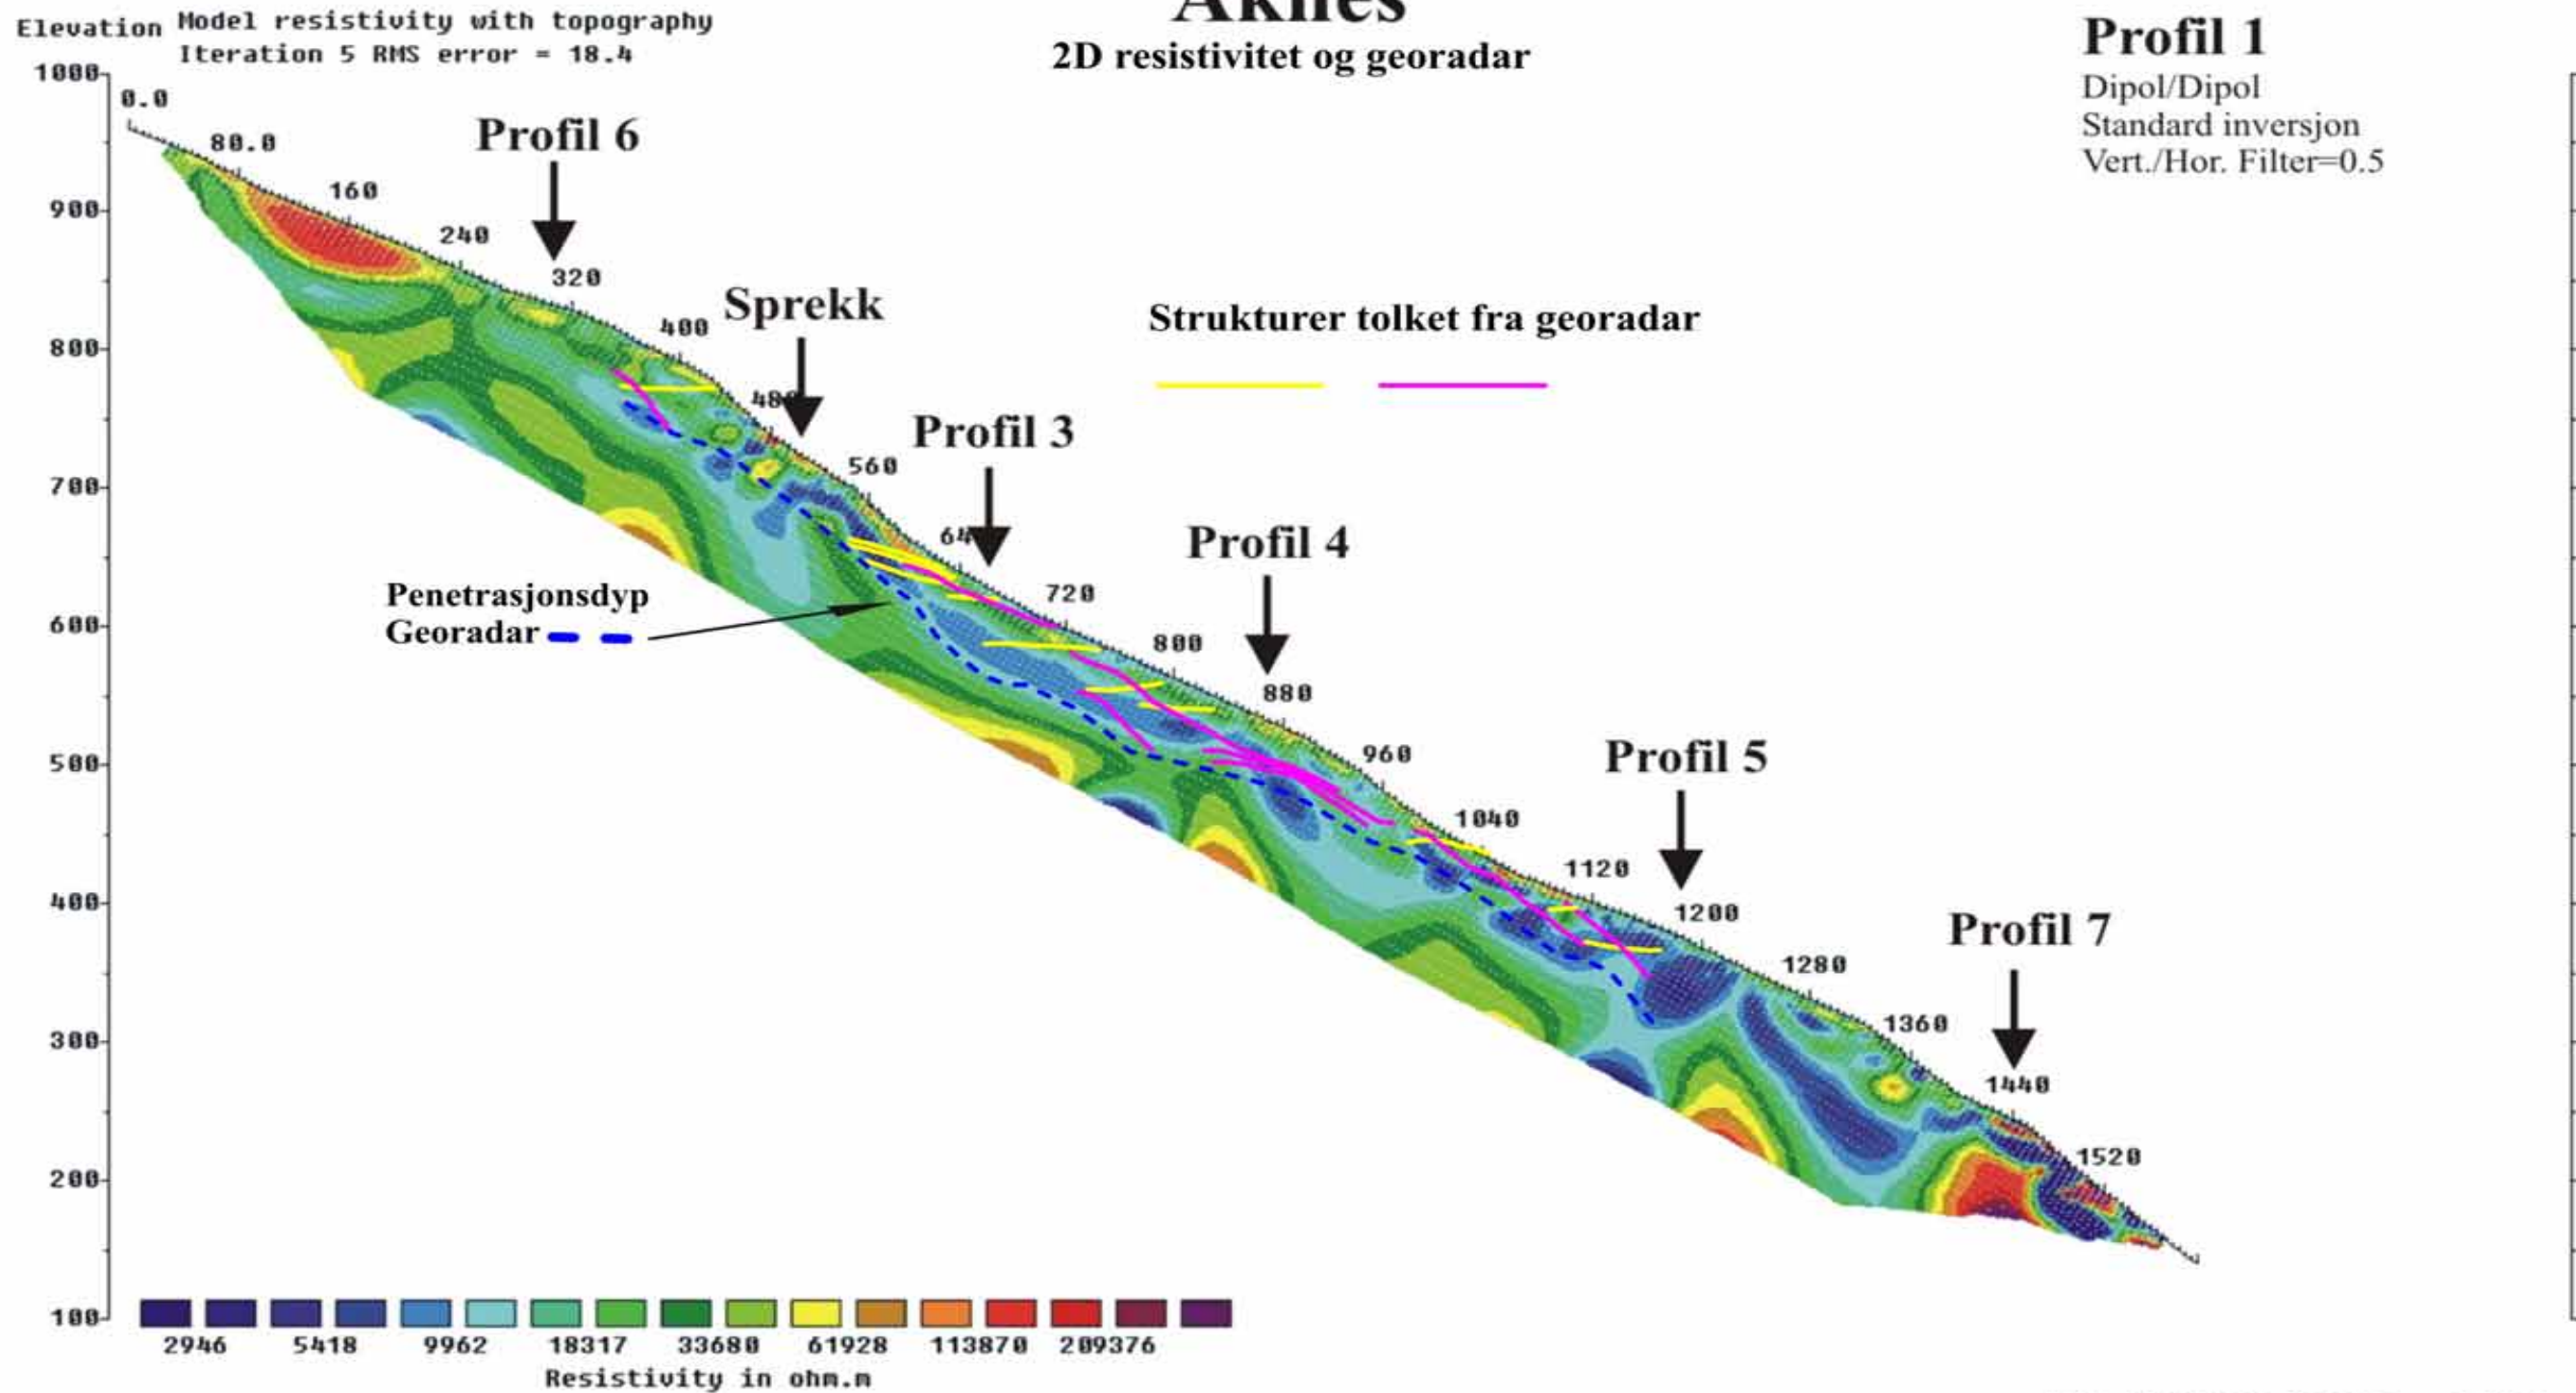 Åknes
2D resistivitet og georadar
Elevation
Model resistivity with topography
Iteration 5 RMS error = 18.4
Profil 1
Dipol/Dipol
Standard inversjon
Vert./Hor. Filter=0.5
1000
900
800
700
600
500
400
300
200
100
0.0
80.0
160
240
320
400
560
720
800
880
960
1040
1120
1200
1280
1360
1440
1520
Profil 6
Sprekk
Profil 3
Profil 4
Profil 5
Profil 7
Strukturer tolket fra georadar
Penetrasjonsdyp
Georadar
2946 5418 9962 18317 33680 61928 113870 209376
Resistivity in ohm.m